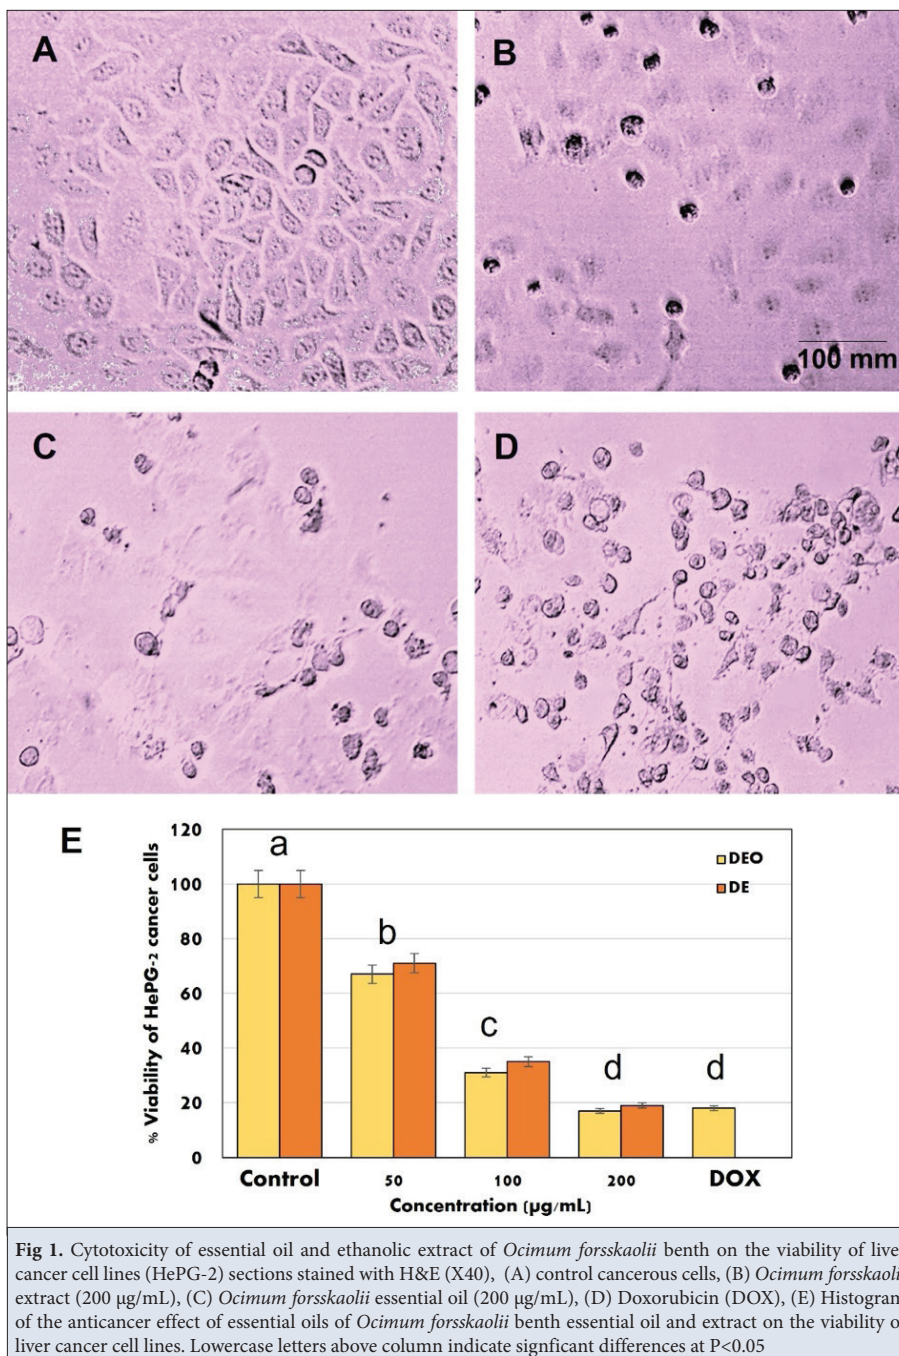 A
B
100 mm
C
D
E
% Viability of HePG-2 cancer cells
120
100
80
60
40
20
0
a
b
c
d
d
DEO
DE
Control
50
100
200
DOX
Concentration (µg/mL)
Fig 1. Cytotoxicity of essential oil and ethanolic extract of Ocimum forsskaolii benth on the viability of live
cancer cell lines (HePG-2) sections stained with H&E (X40), (A) control cancerous cells, (B) Ocimum forsskaoli
extract (200 µg/mL), (C) Ocimum forsskaolii essential oil (200 µg/mL), (D) Doxorubicin (DOX), (E) Histogran
of the anticancer effect of essential oils of Ocimum forsskaolii benth essential oil and extract on the viability o
liver cancer cell lines. Lowercase letters above column indicate signficant differences at P<0.05